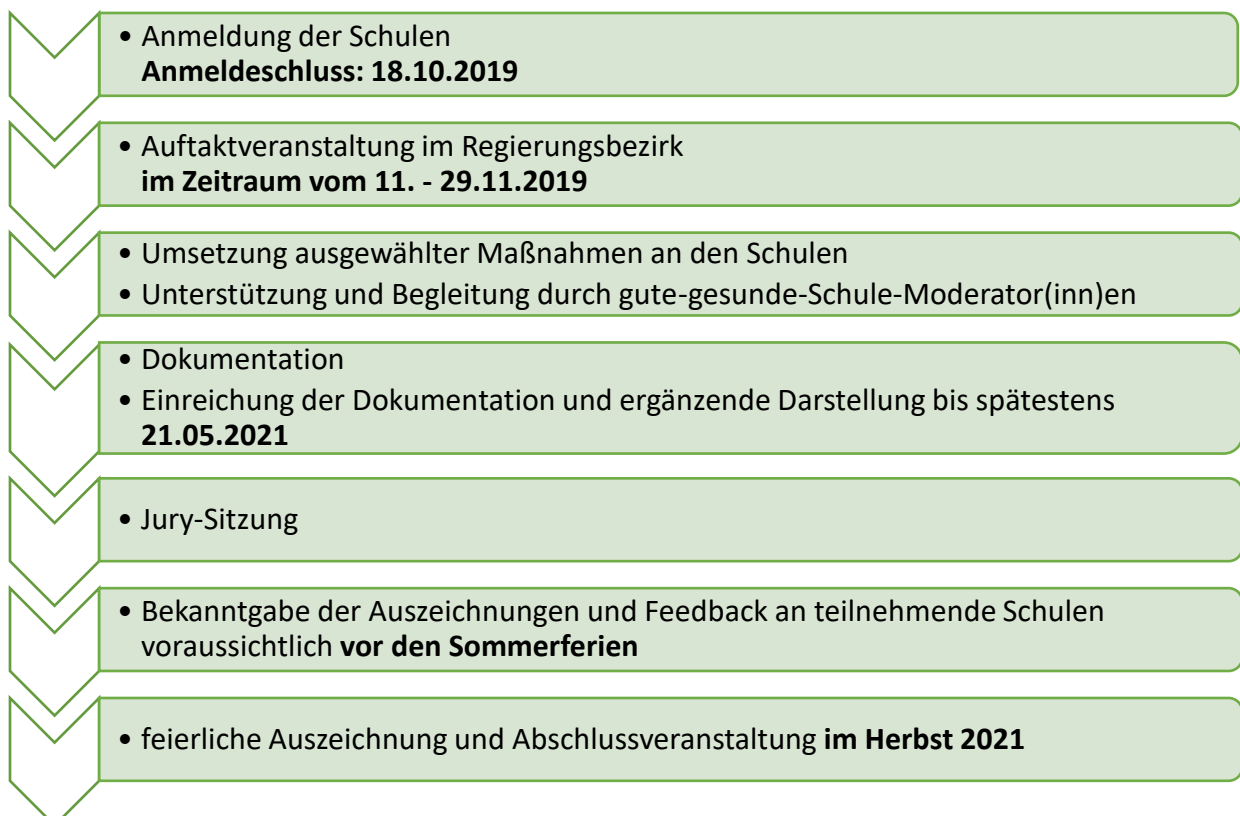 • Anmeldung der Schulen
Anmeldeschluss: 18.10.2019
• Auftaktveranstaltung im Regierungsbezirk
im Zeitraum vom 11. - 29.11.2019
• Umsetzung ausgewählter Maßnahmen an den Schulen
• Unterstützung und Begleitung durch gute-gesunde-Schule-Moderator(inn)en
• Dokumentation
• Einreichung der Dokumentation und ergänzende Darstellung bis spätestens
21.05.2021
• Jury-Sitzung
• Bekanntgabe der Auszeichnungen und Feedback an teilnehmende Schulen
voraussichtlich vor den Sommerferien
• feierliche Auszeichnung und Abschlussveranstaltung im Herbst 2021